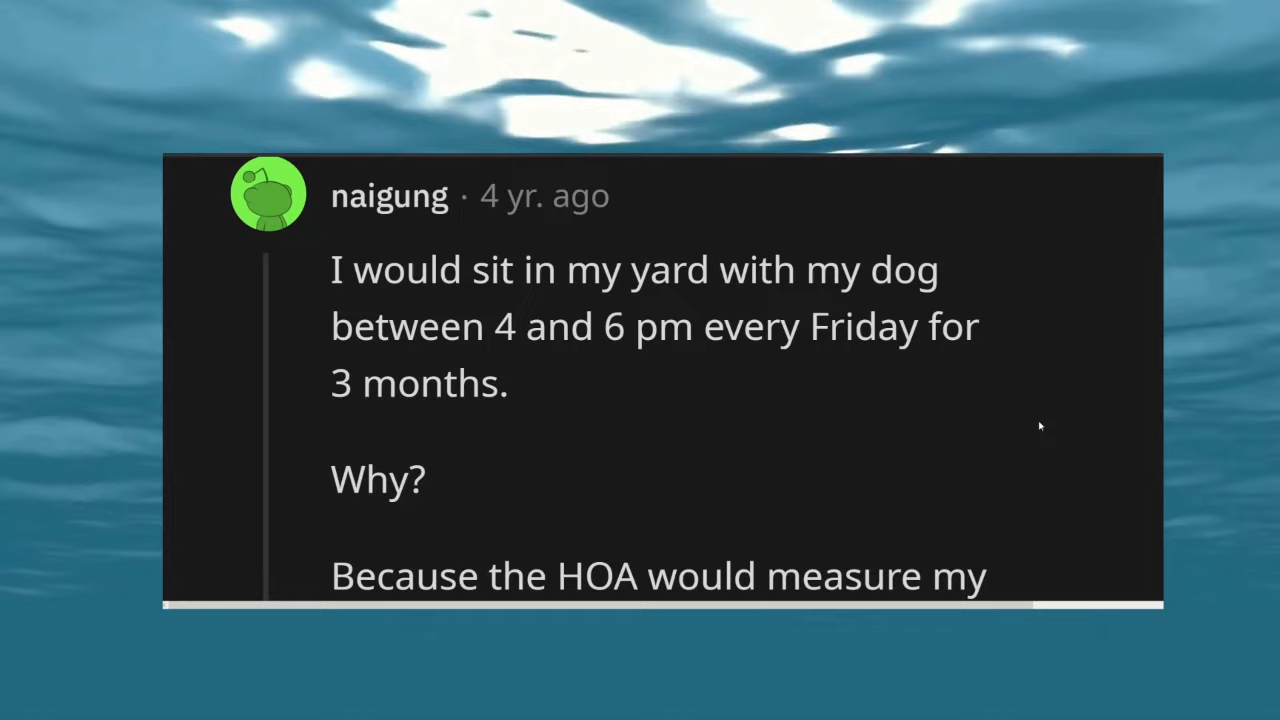 naigung · 4 yr. ago
I would sit in my yard with my dog
between 4 and 6 pm every Friday for
3 months.
Why?
Because the HOA would measure my